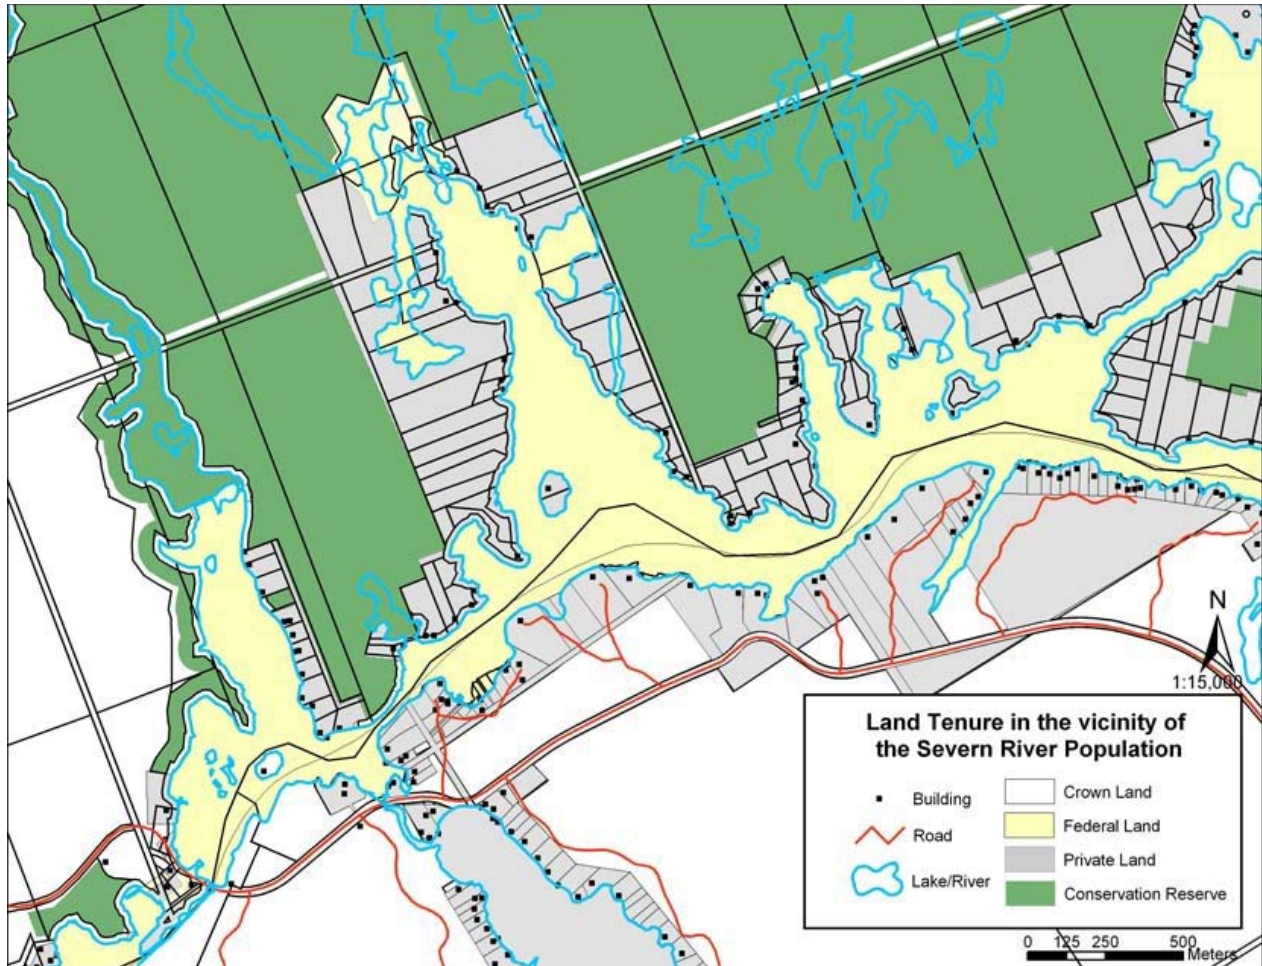 N
1:15,000
Land Tenure in the vicinity of
the Severn River Population
Building
Road
Lake/River
Crown Land
Federal Land
Private Land
Conservation Reserve
0 125 250 500
Meters